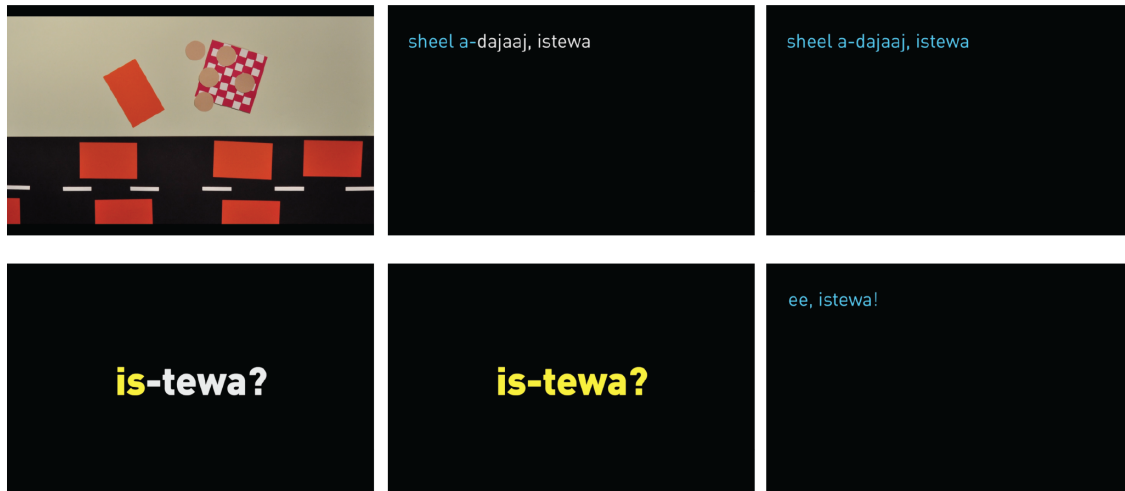 sheel a-dajaaj, istewa
sheel a-dajaaj, istewa
is-tewa?
is-tewa?
ee, istewa!